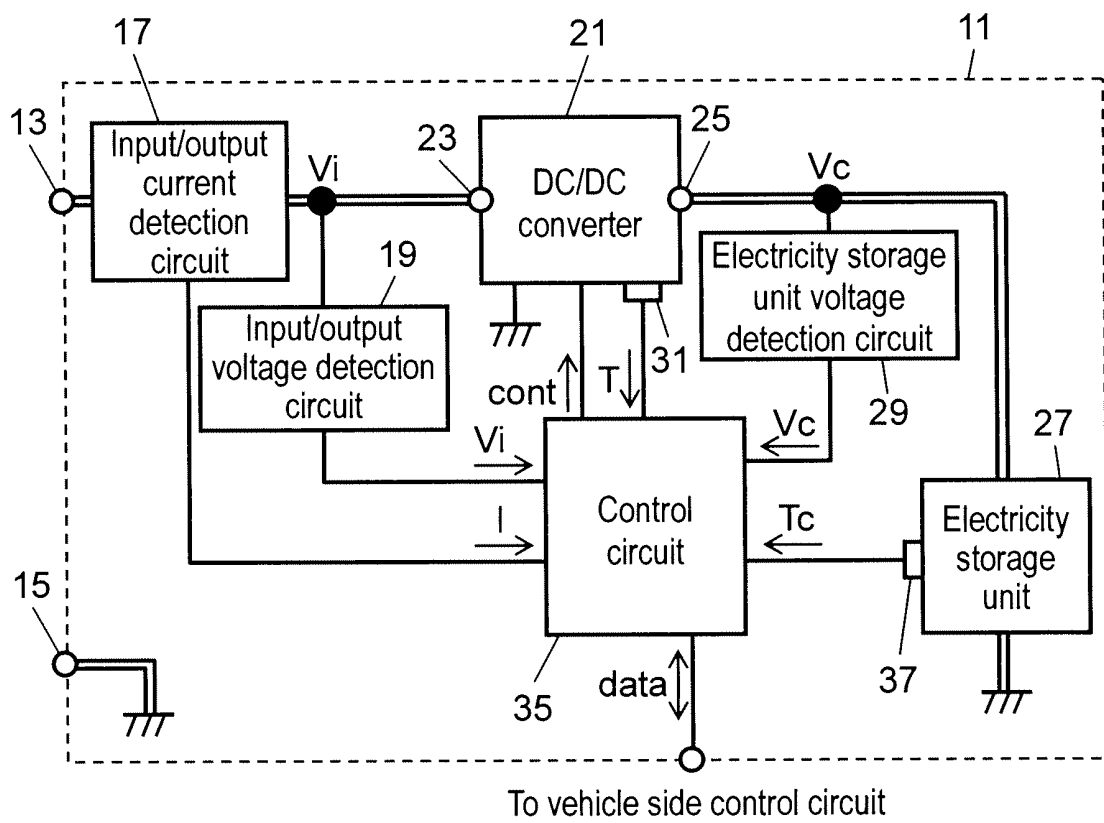 17
21
11
13
Input/output
current
detection
circuit
Vi
23
DC/DC
converter
25
Vc
19
Input/output
voltage detection
circuit
Electricity storage
unit voltage
detection circuit
31
29
cont
T
Vi
Vc
27
I
Control
circuit
Tc
Electricity
storage
unit
15
35
data
37
To vehicle side control circuit